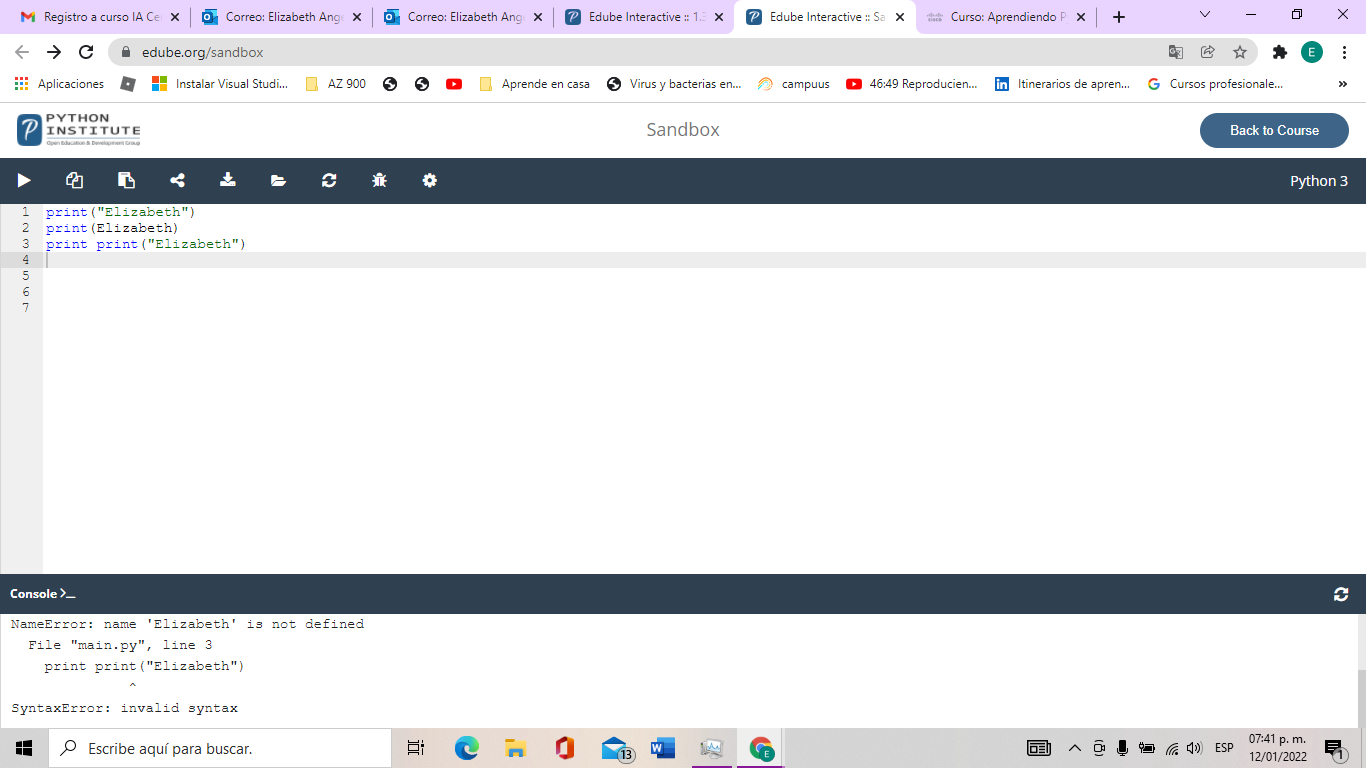 Registro a curso IA Ce
Correo: Elizabeth Ange
Correo: Elizabeth Ange
Edube Interactive :: 1.3
Edube Interactive :: Sa
Curso: Aprendiendo P
edube.org/sandbox
E
Aplicaciones
Instalar Visual Studi...
AZ 900
Aprende en casa
Virus y bacterias en...
campuus
46:49 Reproducien...
Itinerarios de apren...
Cursos profesionale...
»
PYTHON
INSTITUTE
Open Education & Development Group
Sandbox
Back to Course
Python 3
1 print("Elizabeth")
2 print(Elizabeth)
3 print print("Elizabeth")
4
5
6
7
Console
NameError: name 'Elizabeth' is not defined
File "main.py", line 3
print print("Elizabeth")
^
SyntaxError: invalid syntax
Escribe aquí para buscar.
13
E
ESP
07:41 p. m.
12/01/2022
1